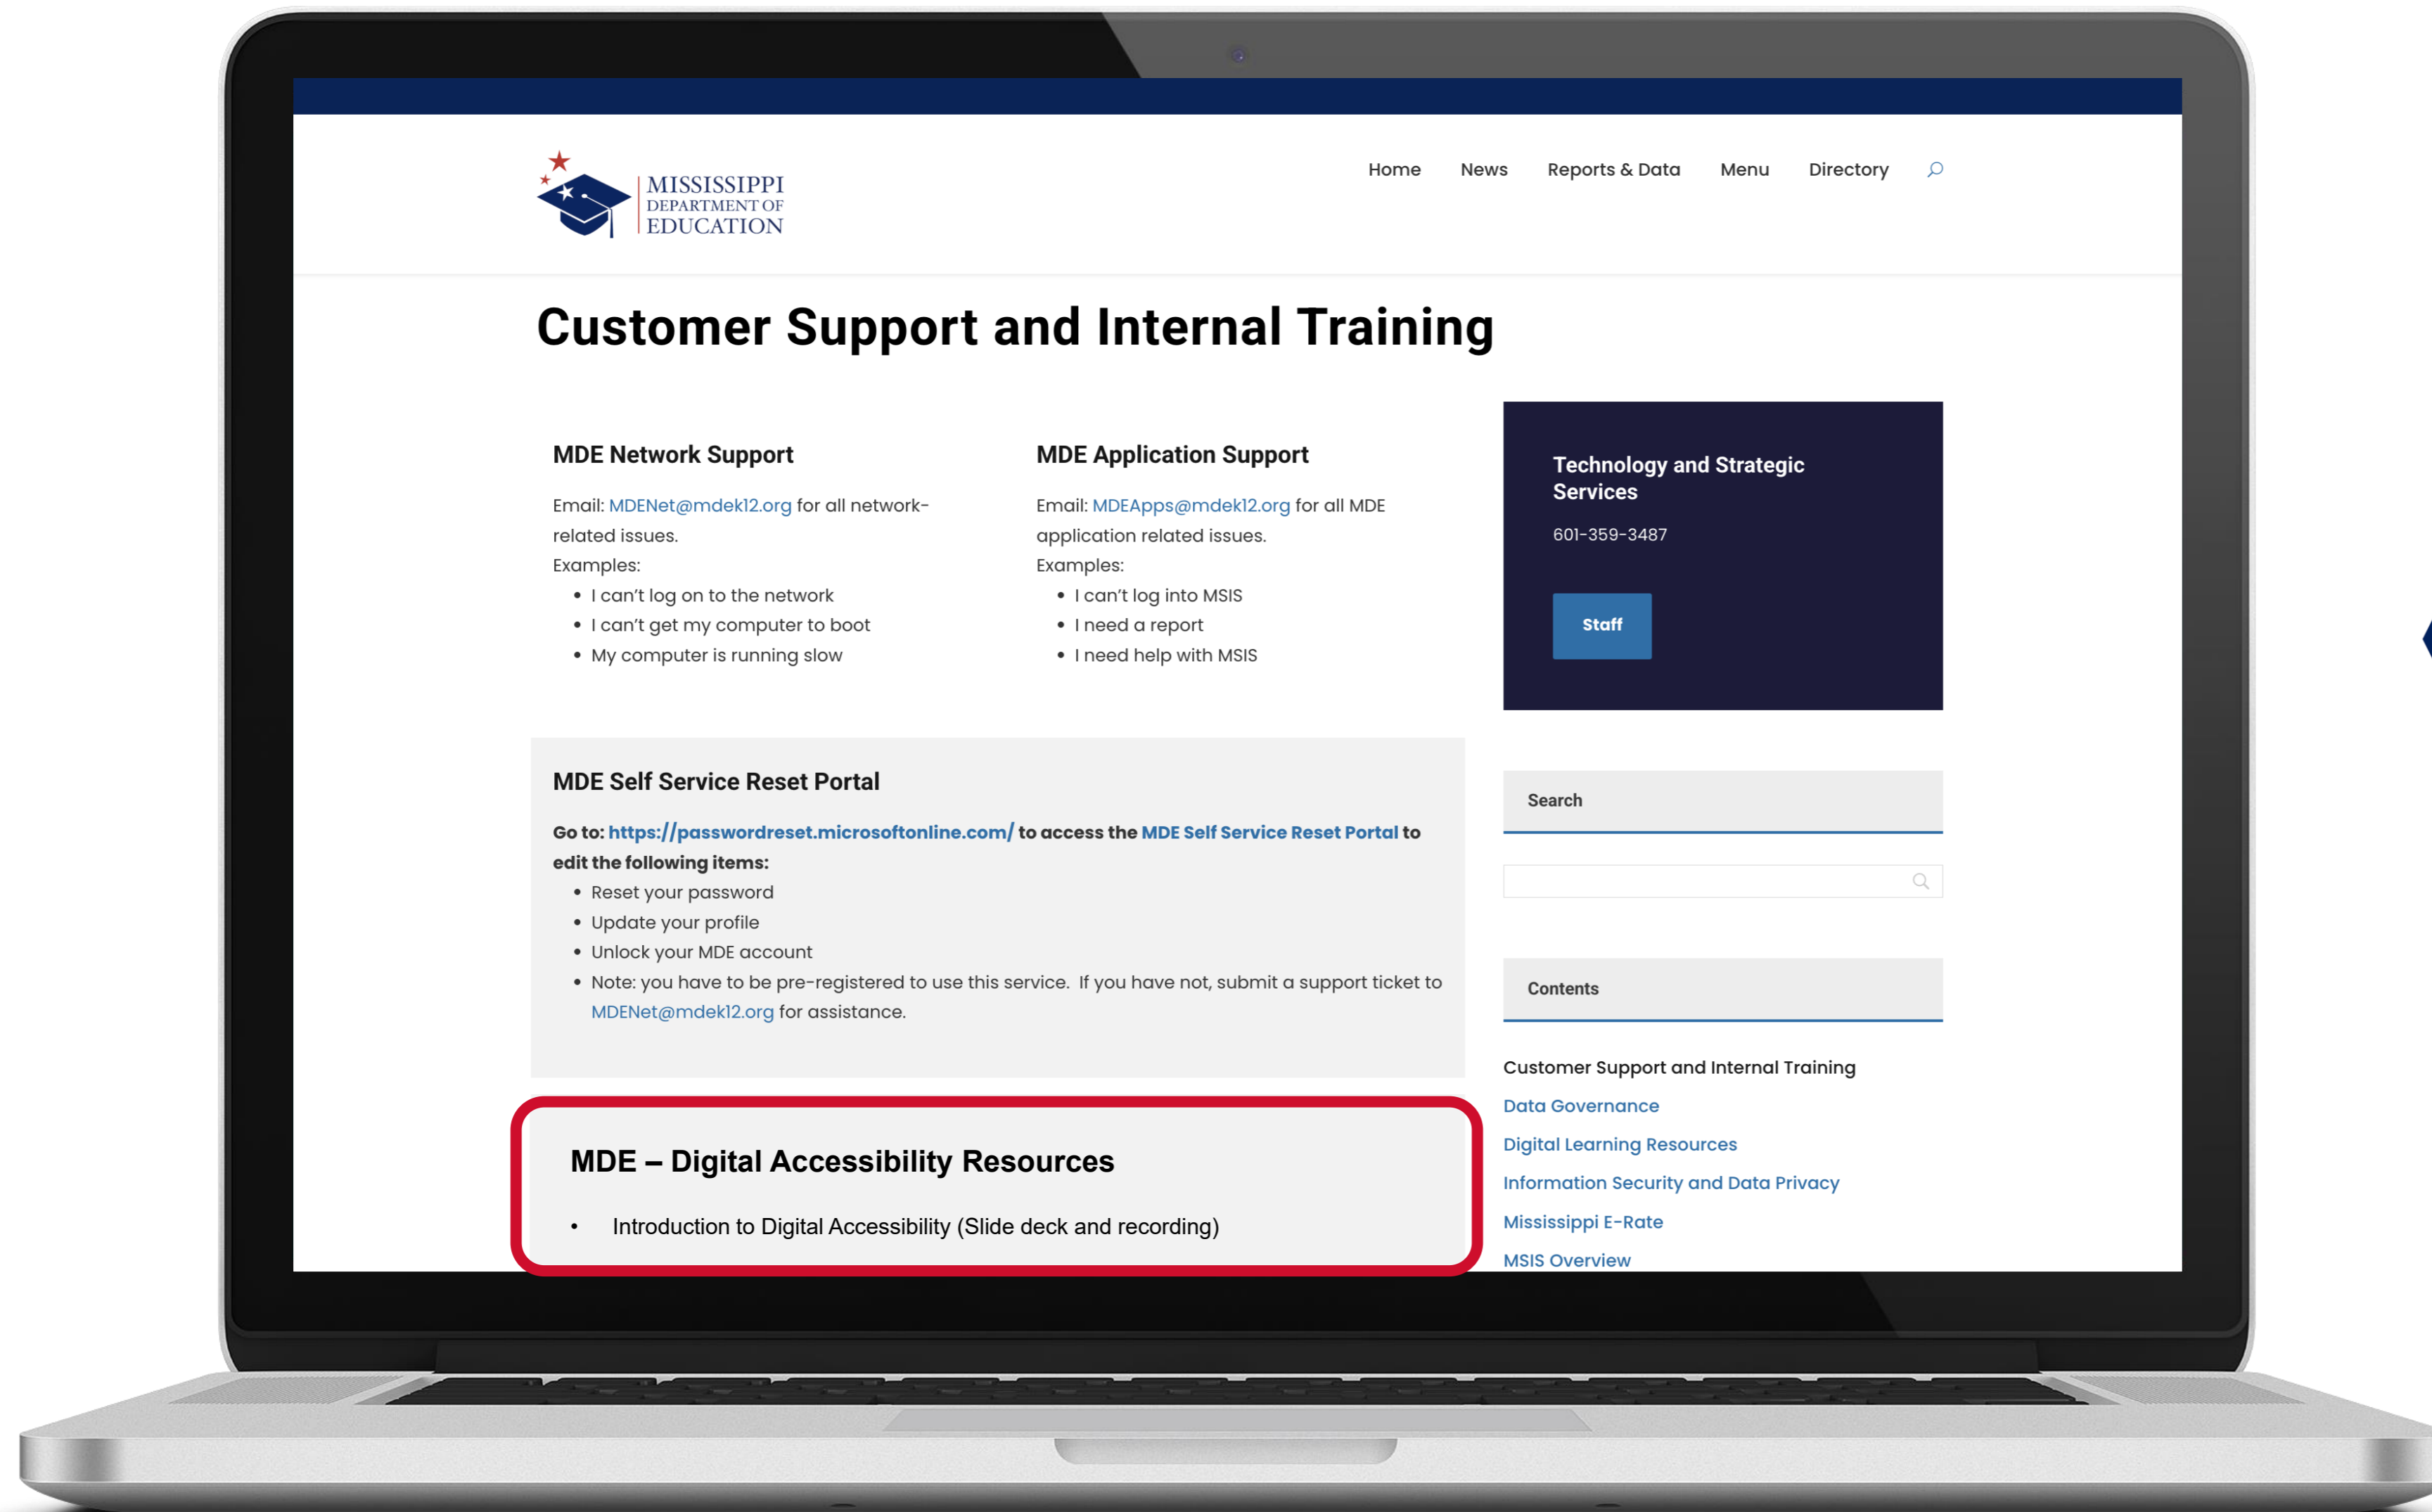 MISSISSIPPI
DEPARTMENT OF
EDUCATION
Home News Reports & Data Menu Directory
Customer Support and Internal Training
MDE Network Support
Email: MDENet@mdek12.org for all network-
related issues.
Examples:
• I can't log on to the network
• I can't get my computer to boot
• My computer is running slow
MDE Application Support
Email: MDEApps@mdek12.org for all MDE
application related issues.
Examples:
• I can't log into MSIS
• I need a report
• I need help with MSIS
Technology and Strategic
Services
601-359-3487
Staff
MDE Self Service Reset Portal
Go to: https://passwordreset.microsoftonline.com/ to access the MDE Self Service Reset Portal to
edit the following items:
• Reset your password
• Update your profile
• Unlock your MDE account
• Note: you have to be pre-registered to use this service. If you have not, submit a support ticket to
MDENet@mdek12.org for assistance.
MDE – Digital Accessibility Resources
• Introduction to Digital Accessibility (Slide deck and recording)
Search
Contents
Customer Support and Internal Training
Data Governance
Digital Learning Resources
Information Security and Data Privacy
Mississippi E-Rate
MSIS Overview